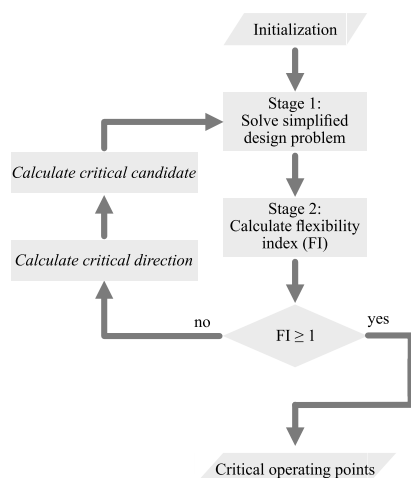 Initialization
Stage 1:
Solve simplified
design problem
Calculate critical candidate
Stage 2:
Calculate flexibility
index (FI)
Calculate critical direction
no
yes
FI ≥ 1
Critical operating points